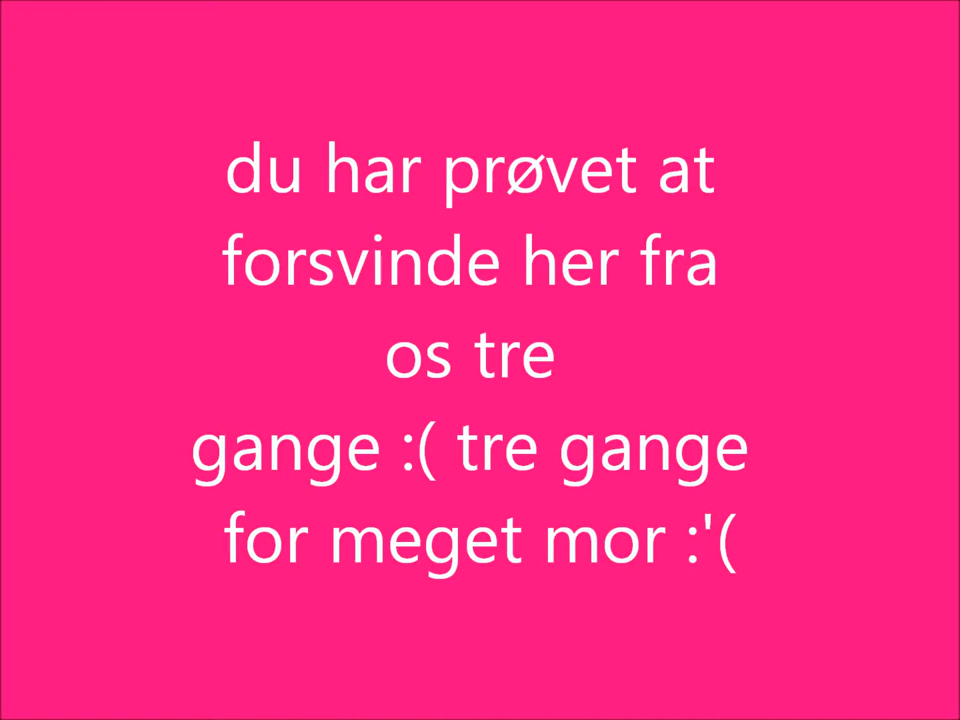 du har prøvet at
forsvinde her fra
os tre
gange :( tre gange
for meget mor :'(